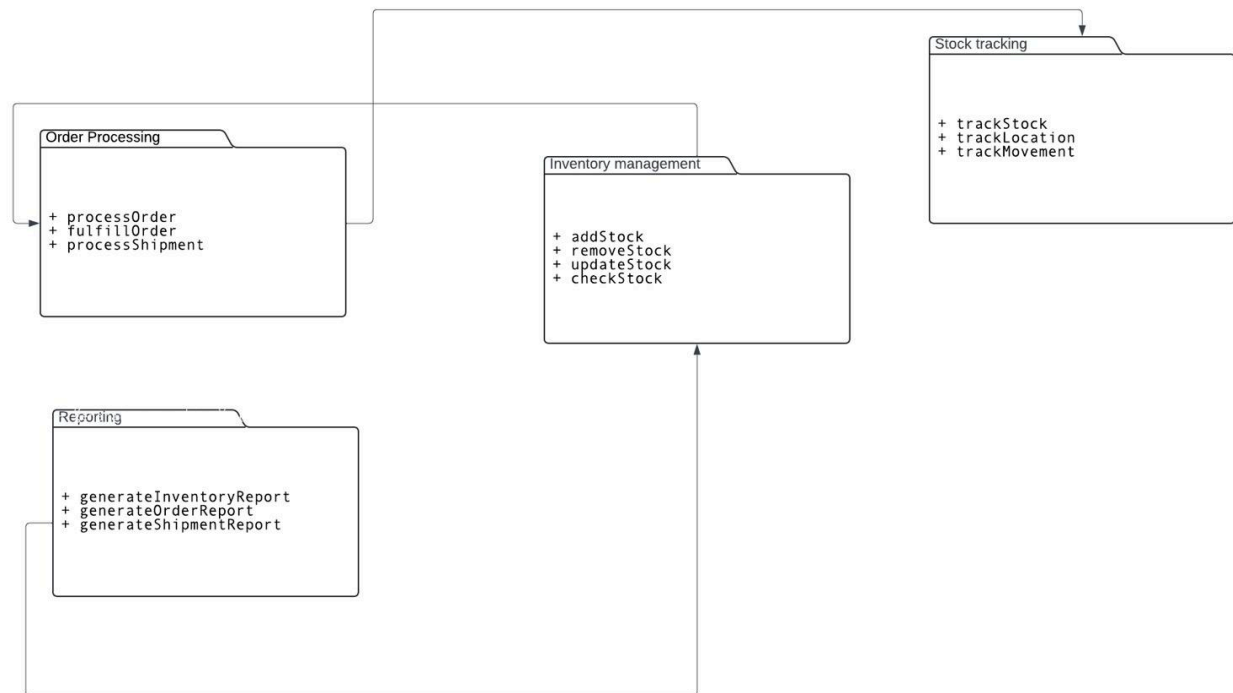 Stock tracking
+ trackStock
+ trackLocation
+ trackMovement
Order Processing
+ processOrder
+ fulfillOrder
+ processShipment
Inventory management
+ addStock
+ removeStock
+ updateStock
+ checkStock
Reporting
+ generateInventoryReport
+ generateOrderReport
+ generateShipmentReport